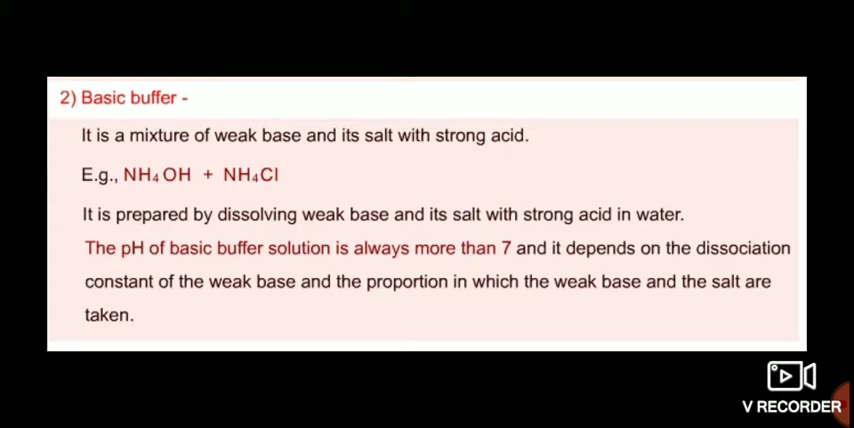 2) Basic buffer -
It is a mixture of weak base and its salt with strong acid.
E.g., NH₄OH + NH₄Cl
It is prepared by dissolving weak base and its salt with strong acid in water.
The pH of basic buffer solution is always more than 7 and it depends on the dissociation
constant of the weak base and the proportion in which the weak base and the salt are
taken.
V RECORDER